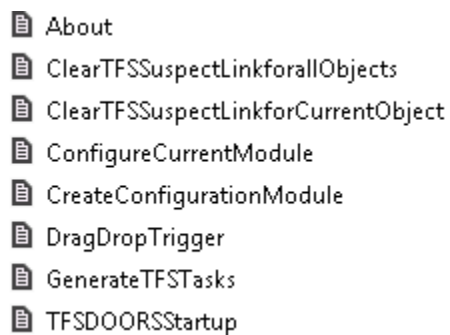 About
ClearTFSSuspectLinkforallObjects
ClearTFSSuspectLinkforCurrentObject
ConfigureCurrentModule
CreateConfigurationModule
DragDropTrigger
GenerateTFSTasks
TFSDOORSStartup